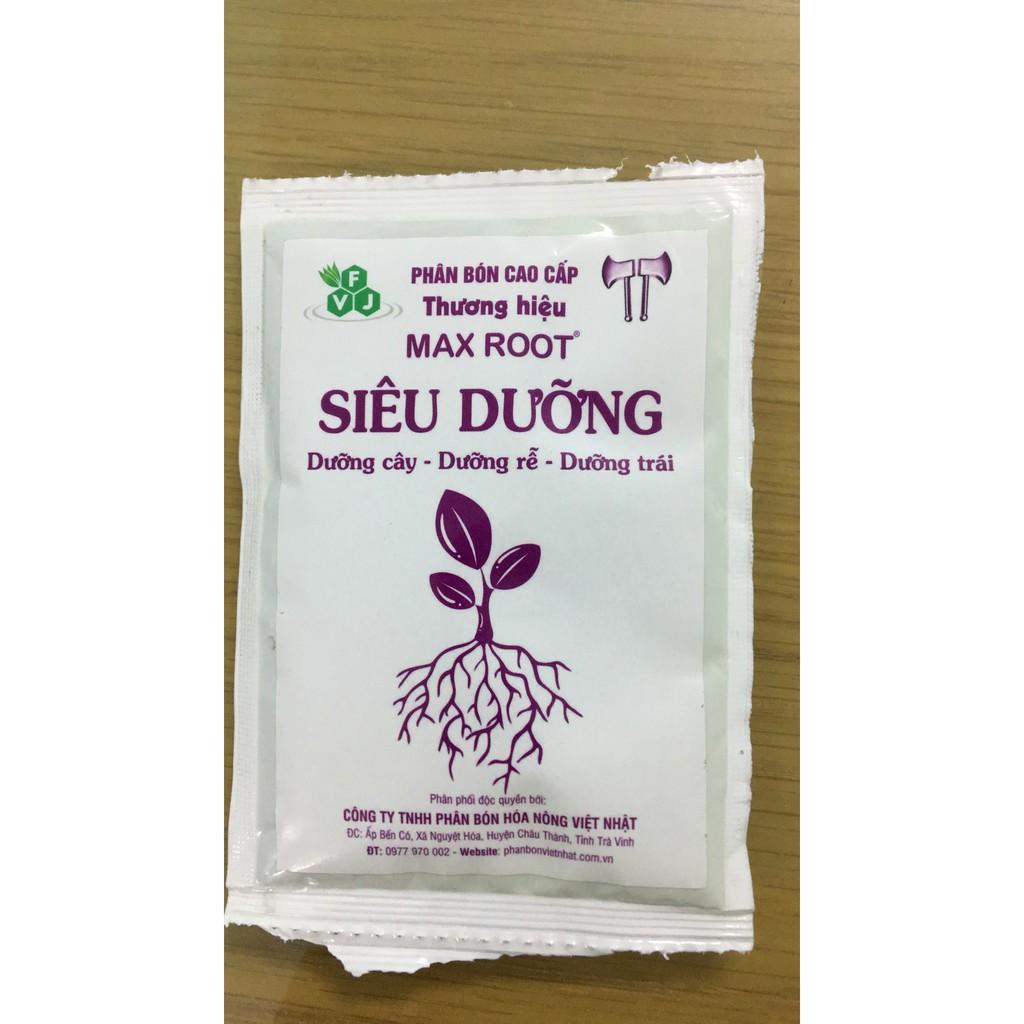 FVJ
PHÂN BÓN CAO CẤP
Thương hiệu
MAX ROOT®
SIÊU DƯỠNG
Dưỡng cây - Dưỡng rễ - Dưỡng trái
Phân phối độc quyền bởi:
CÔNG TY TNHH PHÂN BÓN HÓA NÔNG VIỆT NHẬT
ĐC: Ấp Bến Có, Xã Nguyệt Hóa, Huyện Châu Thành, Tỉnh Trà Vinh
ĐT: 0977 970 002 - Website: phanbonvietnhat.com.vn